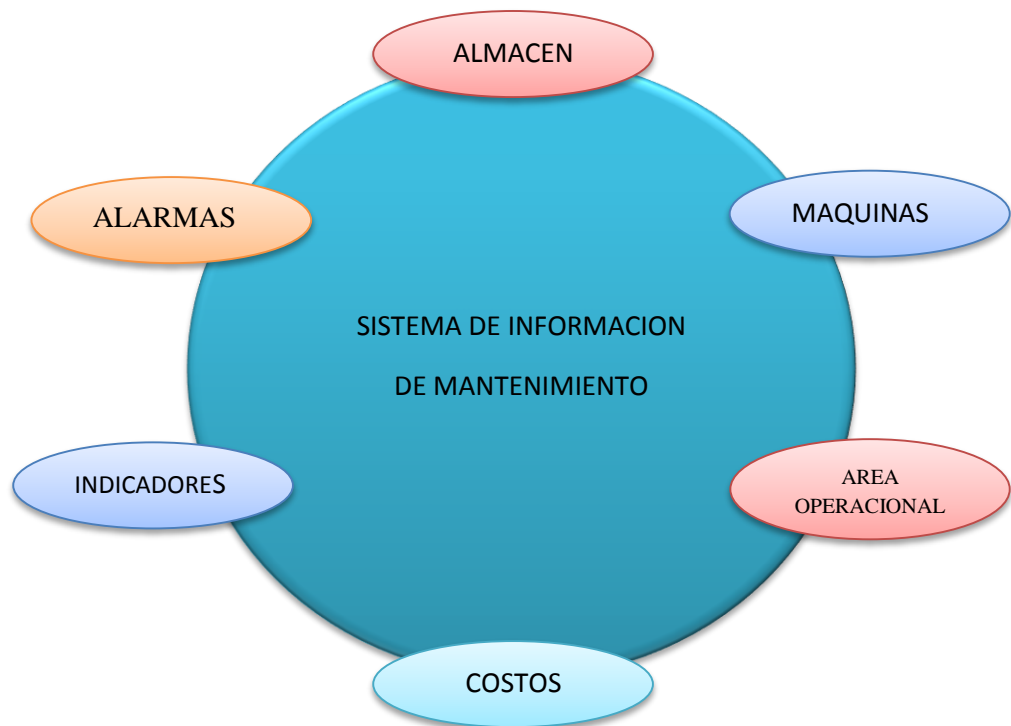 ALMACEN
ALARMAS
MAQUINAS
SISTEMA DE INFORMACION
DE MANTENIMIENTO
INDICADORES
AREA
OPERACIONAL
COSTOS